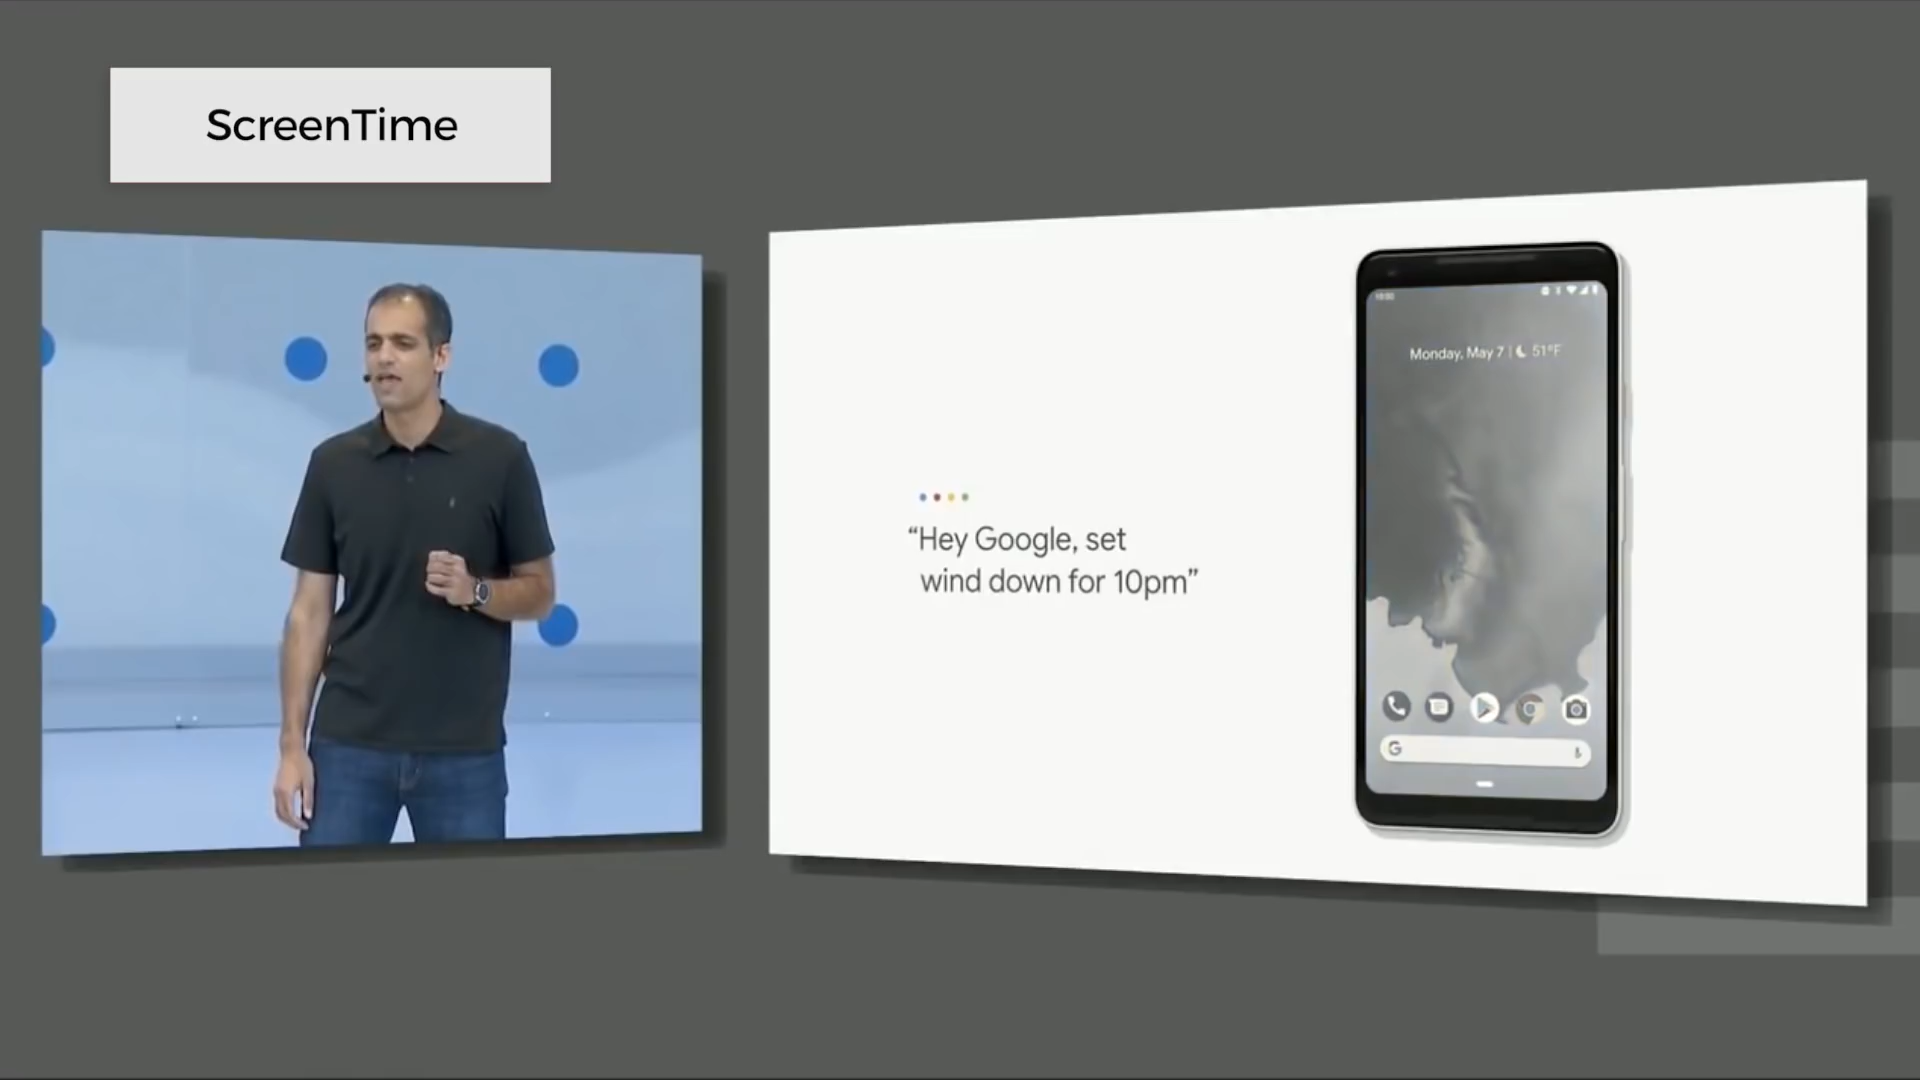 ScreenTime
“Hey Google, set
wind down for 10pm”
Monday, May 7 | 51°F
G